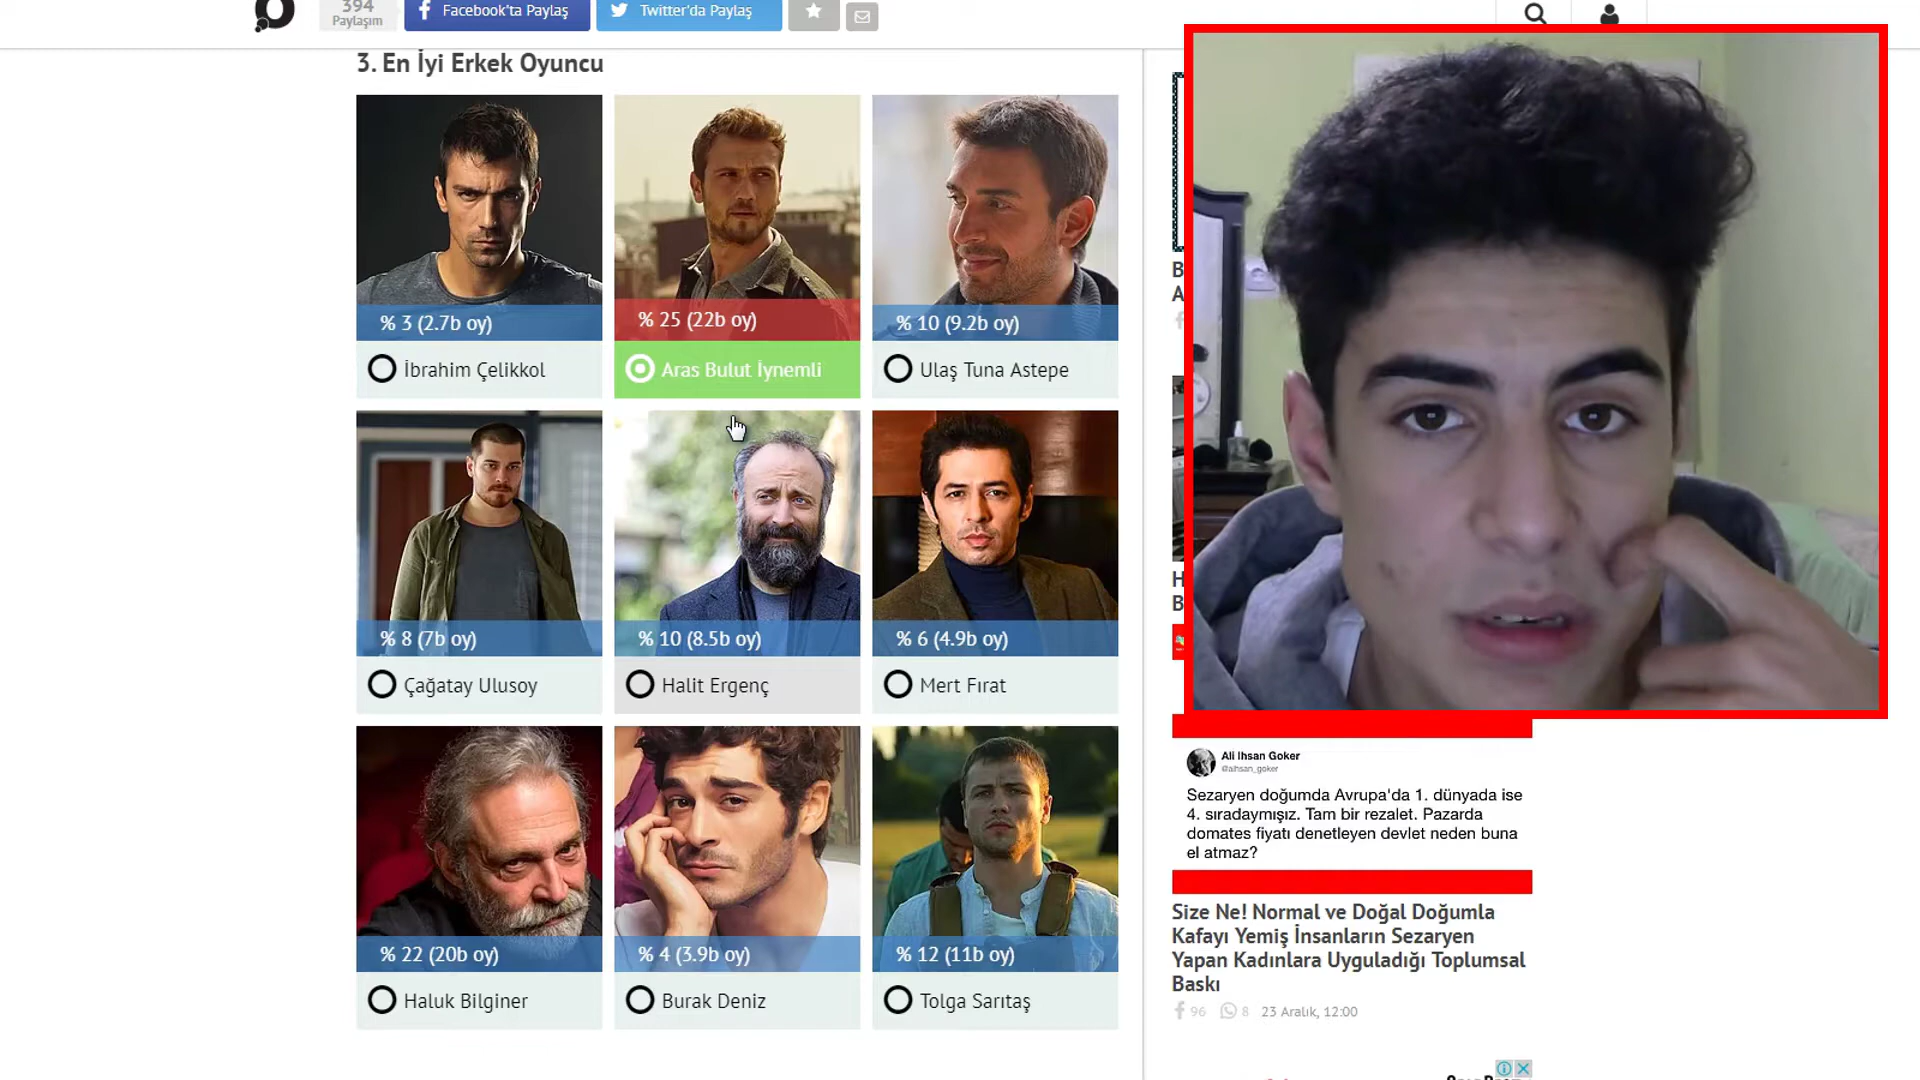 394
Paylaşım
Facebook'ta Paylaş
Twitter'da Paylaş
3. En İyi Erkek Oyuncu
% 3 (2.7b oy)
% 25 (22b oy)
% 10 (9.2b oy)
İbrahim Çelikkol
Aras Bulut İynemli
Ulaş Tuna Astepe
% 8 (7b oy)
% 10 (8.5b oy)
% 6 (4.9b oy)
Çağatay Ulusoy
Halit Ergenç
Mert Fırat
% 22 (20b oy)
% 4 (3.9b oy)
% 12 (11b oy)
Haluk Bilginer
Burak Deniz
Tolga Sarıtaş
B
A
H
B
Ali Ihsan Goker
@aihsan_goker
Sezaryen doğumda Avrupa'da 1. dünyada ise
4. sıradaymışız. Tam bir rezalet. Pazarda
domates fiyatı denetleyen devlet neden buna
el atmaz?
Size Ne! Normal ve Doğal Doğumla
Kafayı Yemiş İnsanların Sezaryen
Yapan Kadınlara Uyguladığı Toplumsal
Baskı
96 8 23 Aralık, 12:00